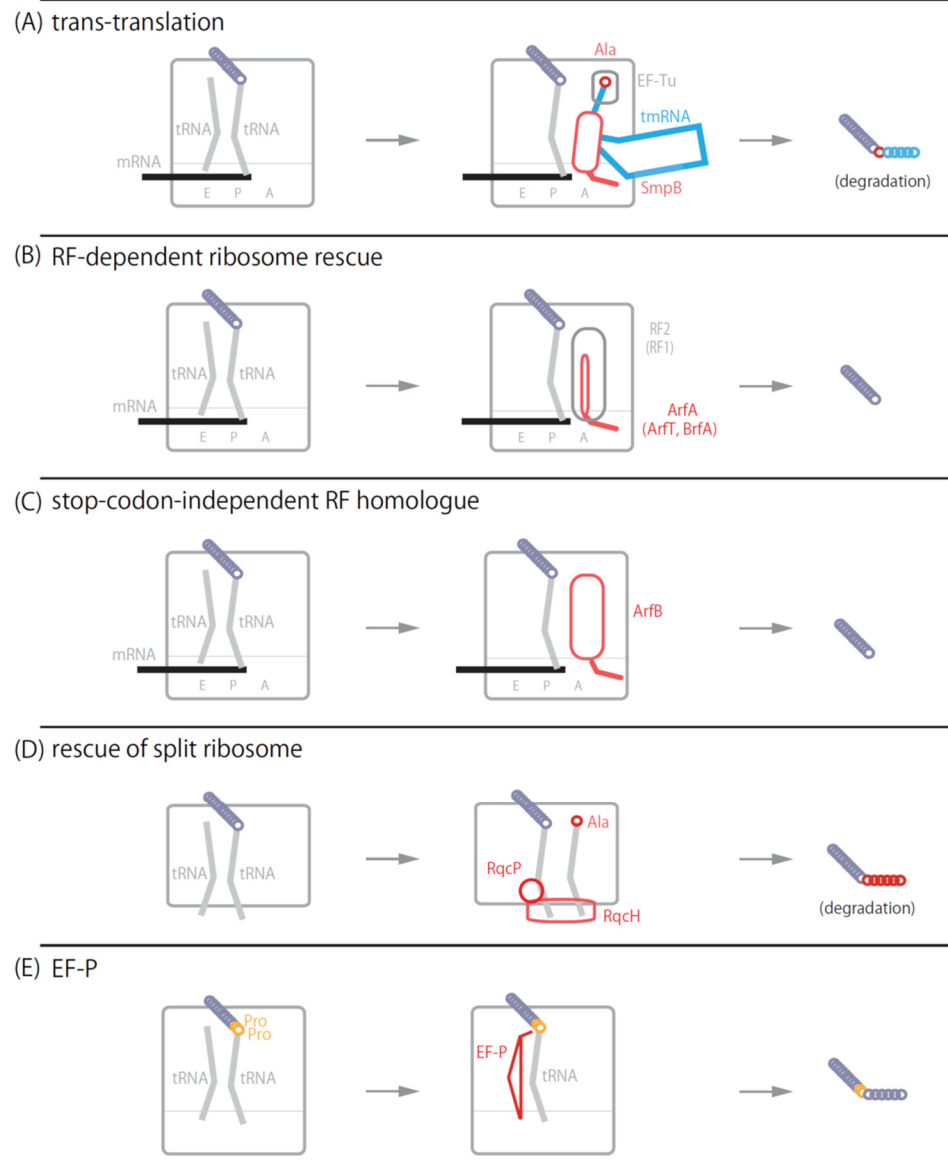 (A) trans-translation
tRNA
tRNA
mRNA
E P A
Ala
EF-Tu
tmRNA
SmpB
E P A
(degradation)
(B) RF-dependent ribosome rescue
tRNA
tRNA
mRNA
E P A
RF2
(RF1)
ArfA
(ArfT, BrfA)
E P A
(C) stop-codon-independent RF homologue
tRNA
tRNA
mRNA
E P A
ArfB
E P A
(D) rescue of split ribosome
tRNA
tRNA
Ala
RqcP
RqcH
(degradation)
(E) EF-P
Pro
Pro
tRNA
tRNA
EF-P
tRNA